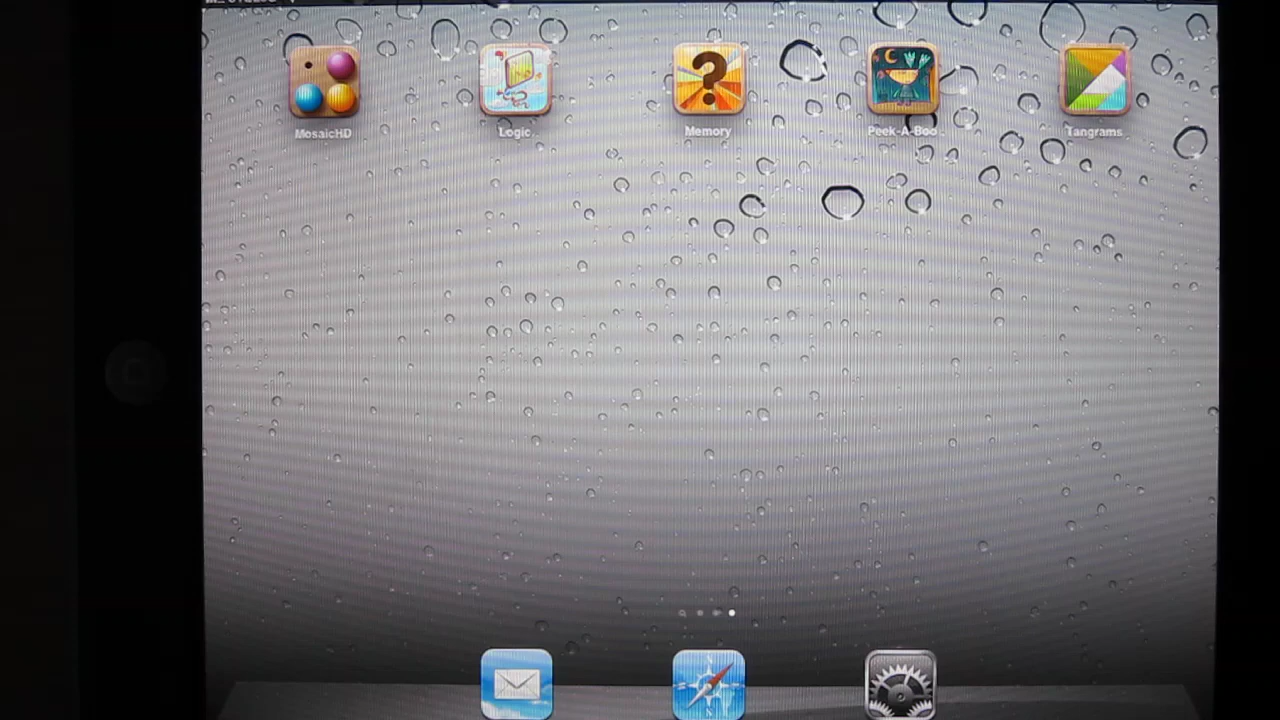 MosaicHD
Logic...
Memory
Peek-A-Boo...
Tangrams